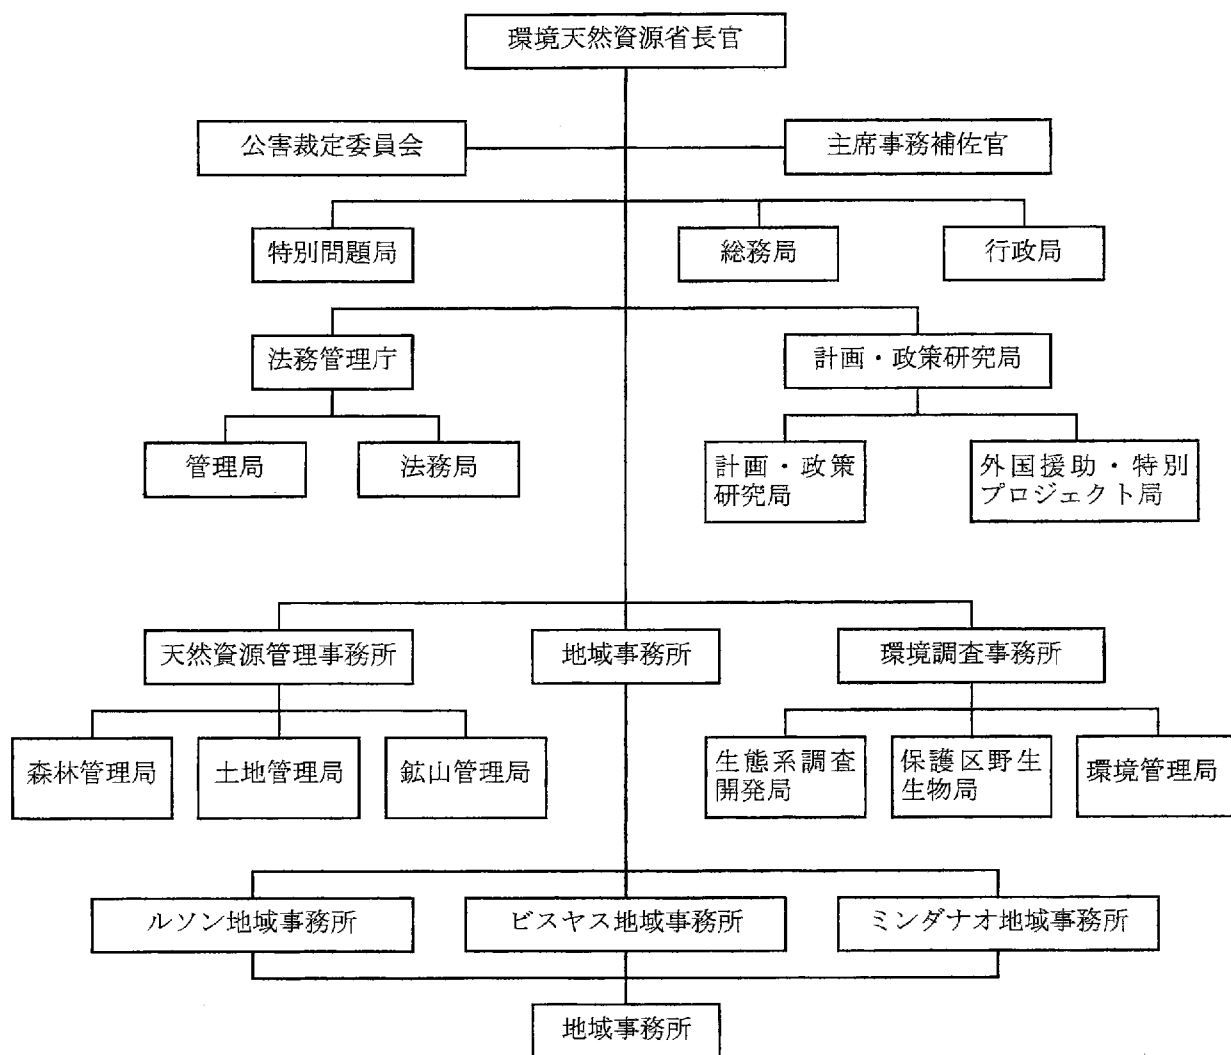 環境天然資源省長官
公害裁定委員会
主席事務補佐官
特別問題局
総務局
行政局
法務管理庁
計画・政策研究局
管理局
法務局
計画・政策
研究局
外国援助・特別
プロジェクト局
天然資源管理事務所
地域事務所
環境調査事務所
森林管理局
土地管理局
鉱山管理局
生態系調査
開発局
保護区野生
生物局
環境管理局
ルソン地域事務所
ビスヤス地域事務所
ミンダナオ地域事務所
地域事務所